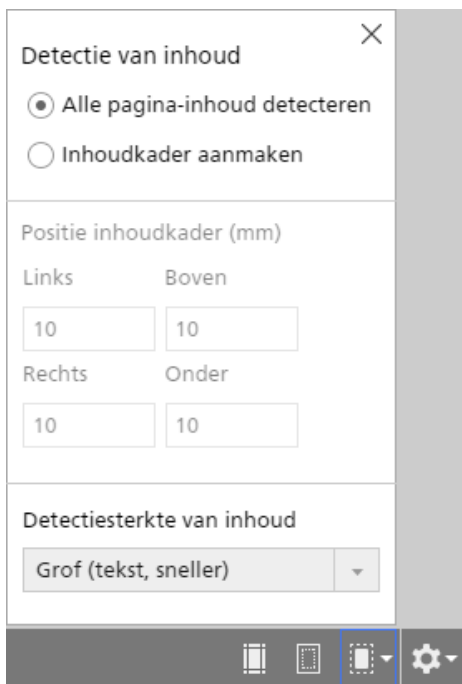 Detectie van inhoud
Alle pagina-inhoud detecteren
Inhoudkader aanmaken
Positie inhoudkader (mm)
Links Boven
10 10
Rechts Onder
10 10
Detectiesterkte van inhoud
Grof (tekst, sneller)